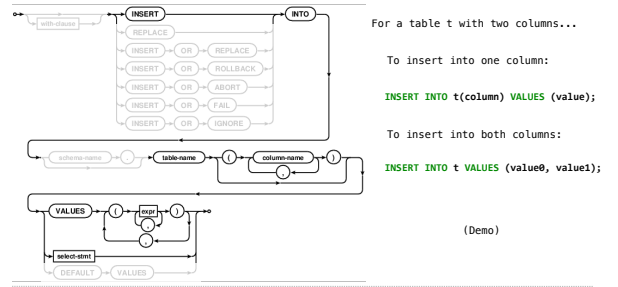 with-clause
INSERT INTO
REPLACE
INSERT OR REPLACE
INSERT OR ROLLBACK
INSERT OR ABORT
INSERT OR FAIL
INSERT OR IGNORE
schema-name . table-name ( column-name )
,
VALUES ( expr )
,
,
select-stmt
DEFAULT VALUES
For a table t with two columns...
To insert into one column:
INSERT INTO t(column) VALUES (value);
To insert into both columns:
INSERT INTO t VALUES (value0, value1);
(Demo)